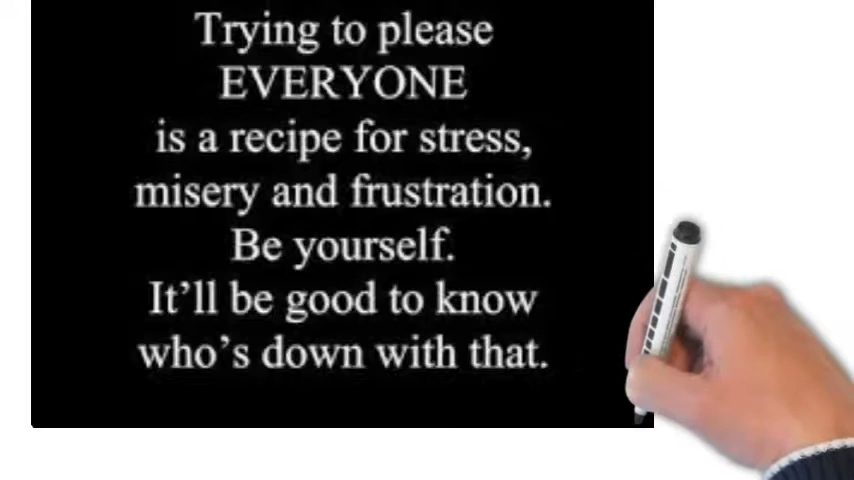 Trying to please
EVERYONE
is a recipe for stress,
misery and frustration.
Be yourself.
It’ll be good to know
who’s down with that.